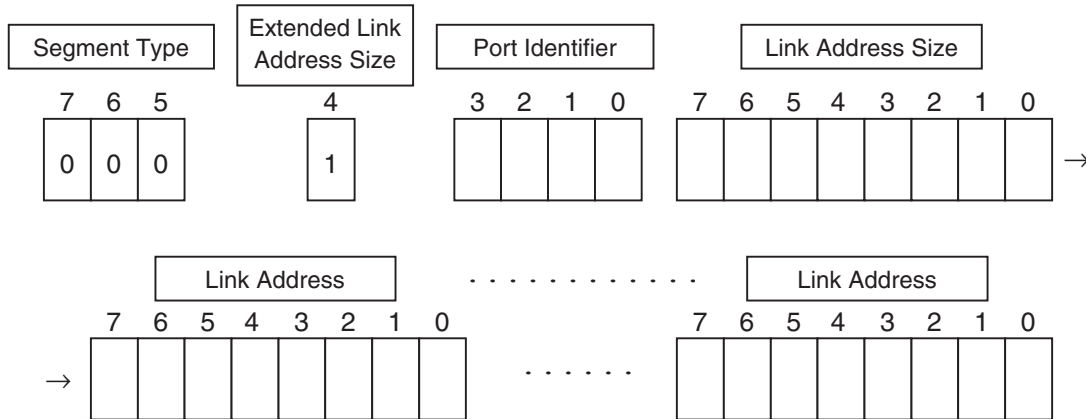 Segment Type
Extended Link
Address Size
Port Identifier
Link Address Size
7 6 5
4
3 2 1 0
7 6 5 4 3 2 1 0
0 0 0
1
→
Link Address
. . . . . . . . . . . .
Link Address
7 6 5 4 3 2 1 0
7 6 5 4 3 2 1 0
→
. . . . . .